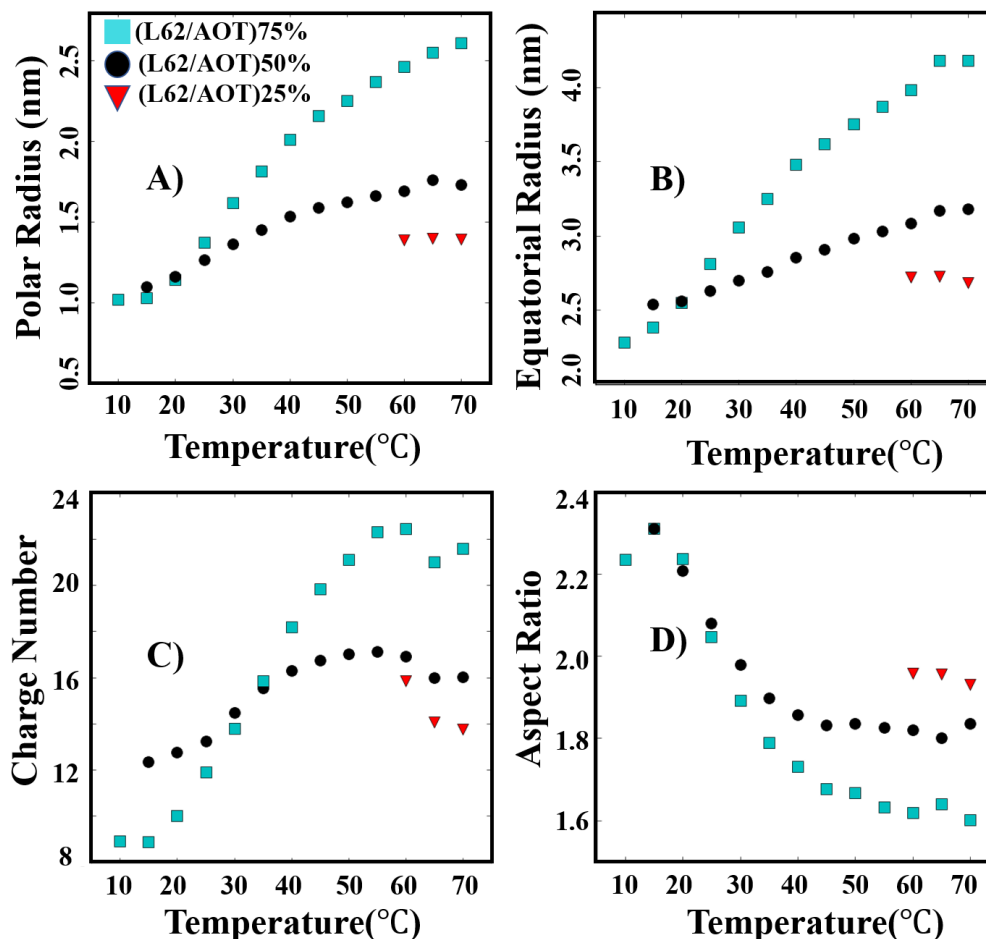 (L62/AOT)75%
(L62/AOT)50%
(L62/AOT)25%
A)
Polar Radius (nm)
2.5
2.0
1.5
1.0
0.5
10 20 30 40 50 60 70
Temperature(°C)
B)
Equatorial Radius (nm)
4.0
3.5
3.0
2.5
2.0
10 20 30 40 50 60 70
Temperature(°C)
C)
Charge Number
24
20
16
12
8
10 20 30 40 50 60 70
Temperature(°C)
D)
Aspect Ratio
2.4
2.2
2.0
1.8
1.6
10 20 30 40 50 60 70
Temperature(°C)